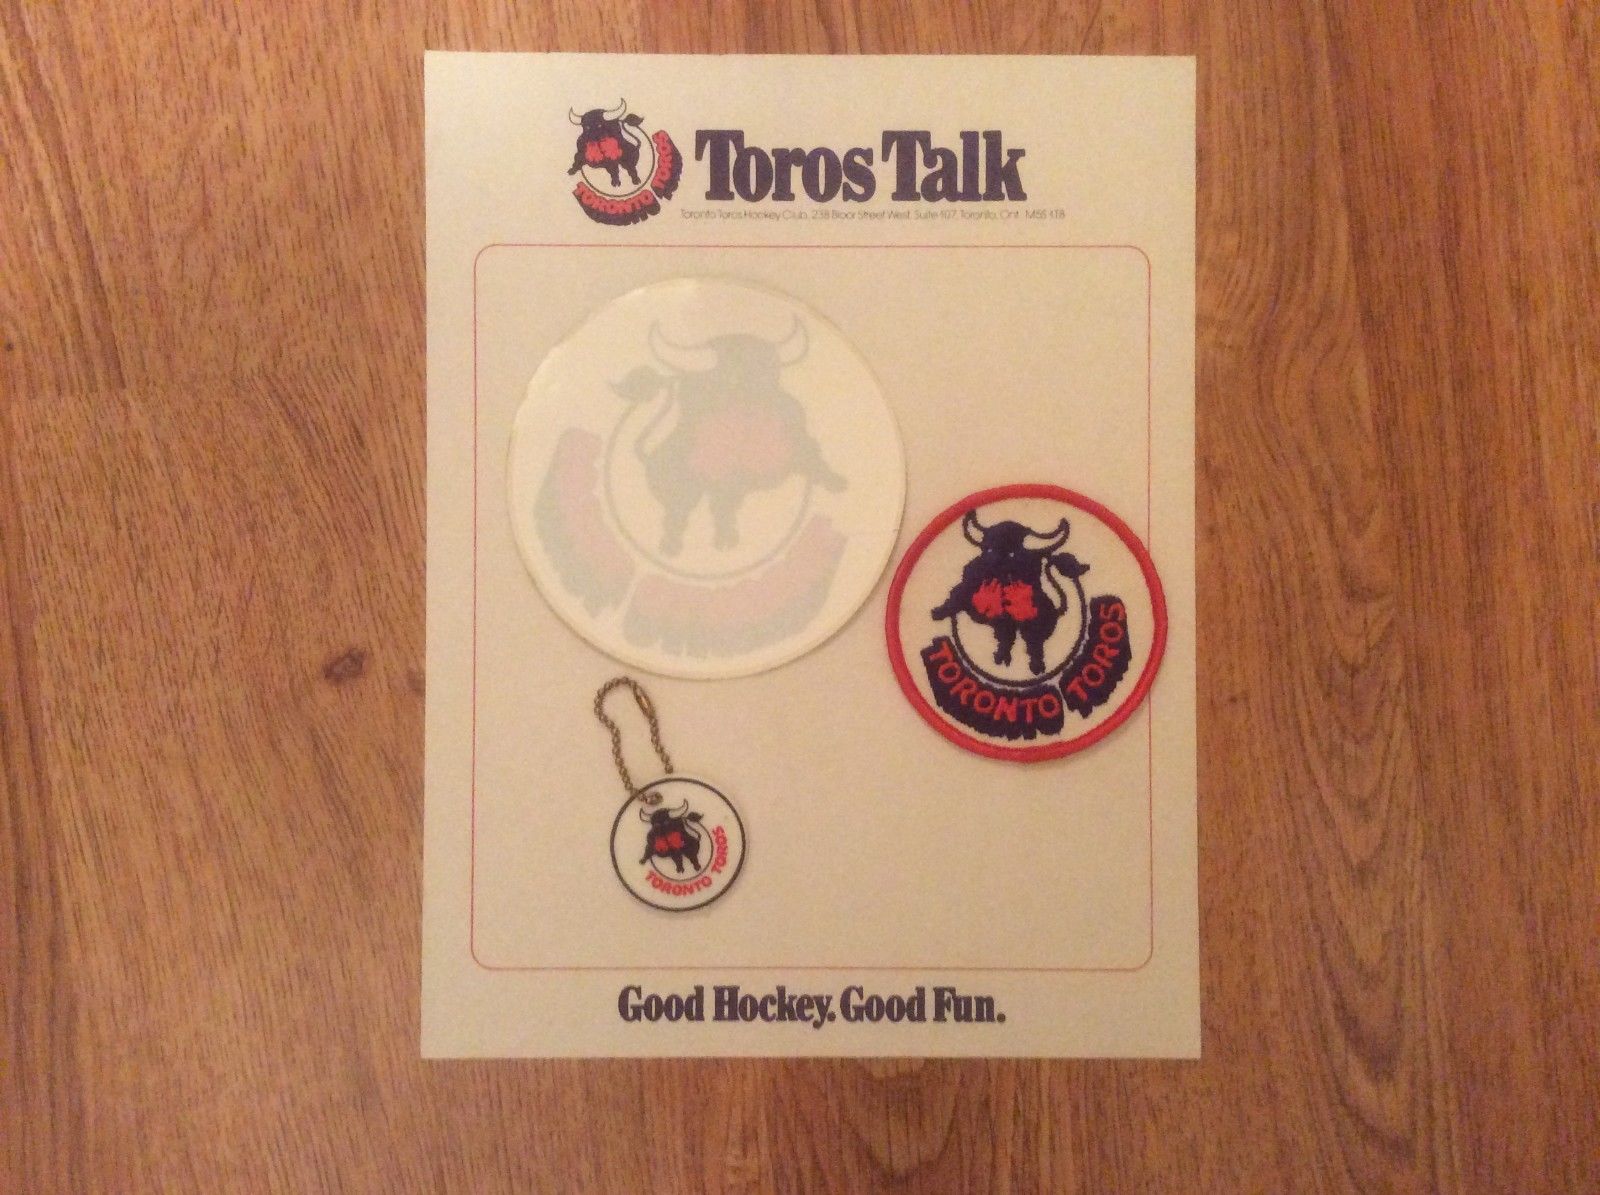 Toros Talk
TORONTO TOROS
Toronto Toros Hockey Club, 238 Bloor Street West, Suite 107, Toronto, Ont. M5S 1T8
TORONTO TOROS
TORONTO TOROS
Good Hockey. Good Fun.